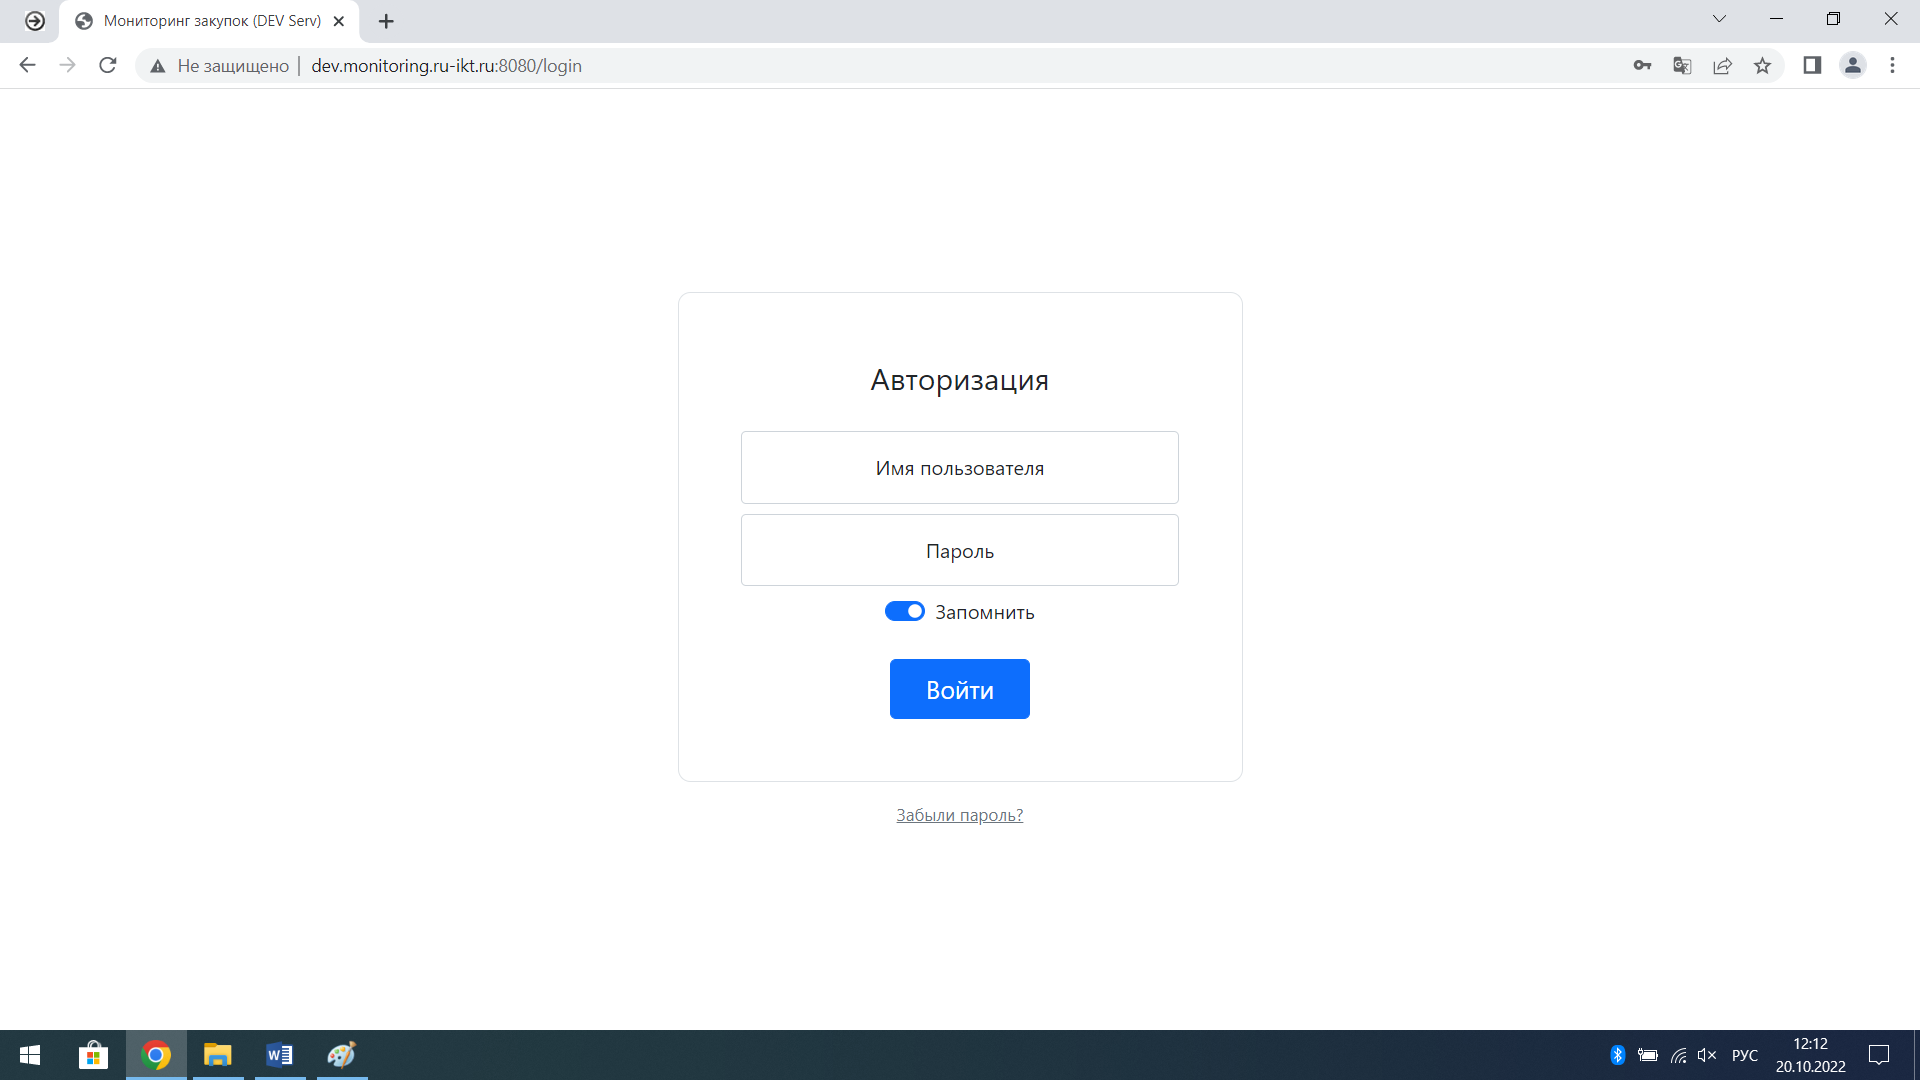 Мониторинг закупок (DEV Serv)
Не защищено dev.monitoring.ru-ikt.ru:8080/login
Авторизация
Имя пользователя
Пароль
Запомнить
Войти
Забыли пароль?
РУС
12:12
20.10.2022